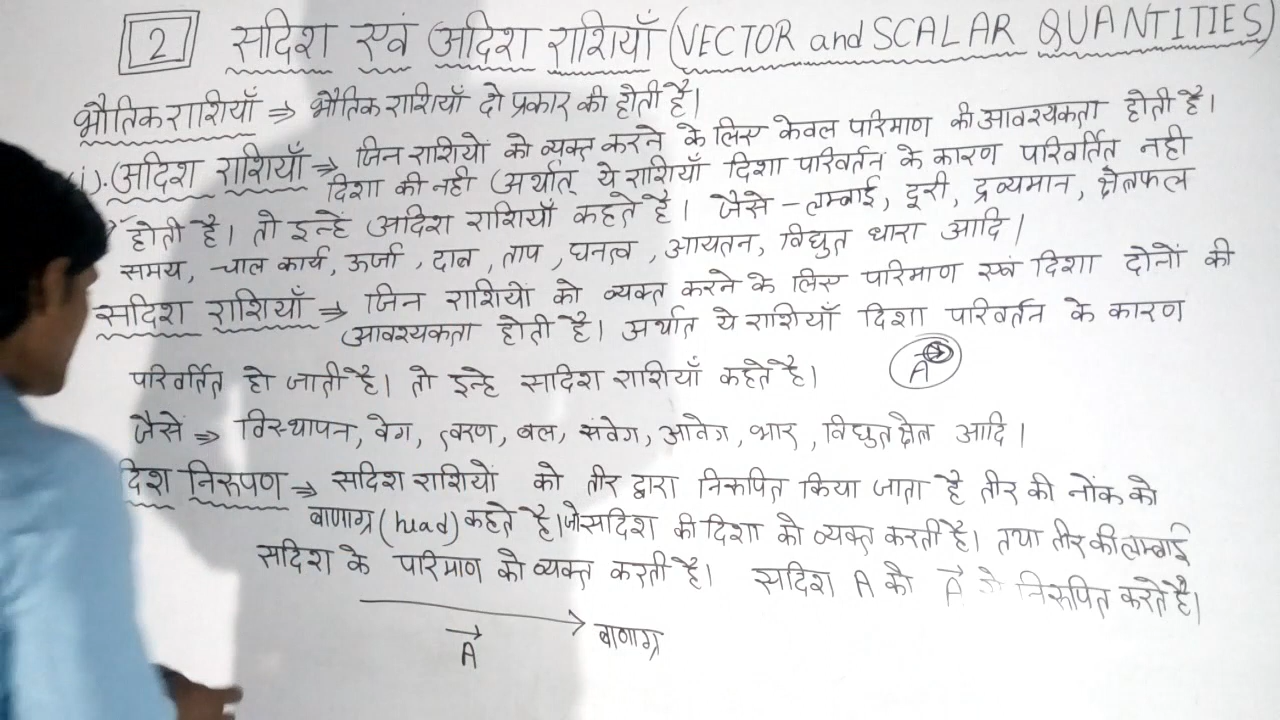 2 सदिश एवं अदिश राशियाँ (VECTOR and SCALAR QUANTITIES)
भौतिक राशियाँ ⇒ भौतिक राशियाँ दो प्रकार की होती है।
(i). अदिश राशियाँ ⇒ जिन राशियों को व्यक्त करने के लिए केवल परिमाण की आवश्यकता होती है।
दिशा की नही अर्थात् ये राशियाँ दिशा परिवर्तन के कारण परिवर्तित नही
होती है। तो इन्हे अदिश राशियाँ कहते है। जैसे - लम्बाई, दूरी, द्रव्यमान, क्षेत्रफल
समय, चाल कार्य, ऊर्जा, दाब, ताप, घनत्व, आयतन, विद्युत धारा आदि।
सदिश राशियाँ ⇒ जिन राशियों को व्यक्त करने के लिए परिमाण एवं दिशा दोनों की
आवश्यकता होती है। अर्थात ये राशियाँ दिशा परिवर्तन के कारण
परिवर्तित हो जाती है। तो इन्हे सदिश राशियाँ कहते है। A⃗
जैसें ⇒ विस्थापन, वेग, त्वरण, बल, संवेग, आवेग, भार, विद्युत क्षेत्र आदि।
दिश निरूपण ⇒ सदिश राशियों को तीर द्वारा निरूपित किया जाता है तीर की नोंक को
बाणाग्र (head) कहते है। जो सदिश की दिशा को व्यक्त करती है। तथा तीर की लम्बाई
सदिश के परिमाण को व्यक्त करती है। सदिश A को A⃗ से निरूपित करते है।
A⃗ बाणाग्र